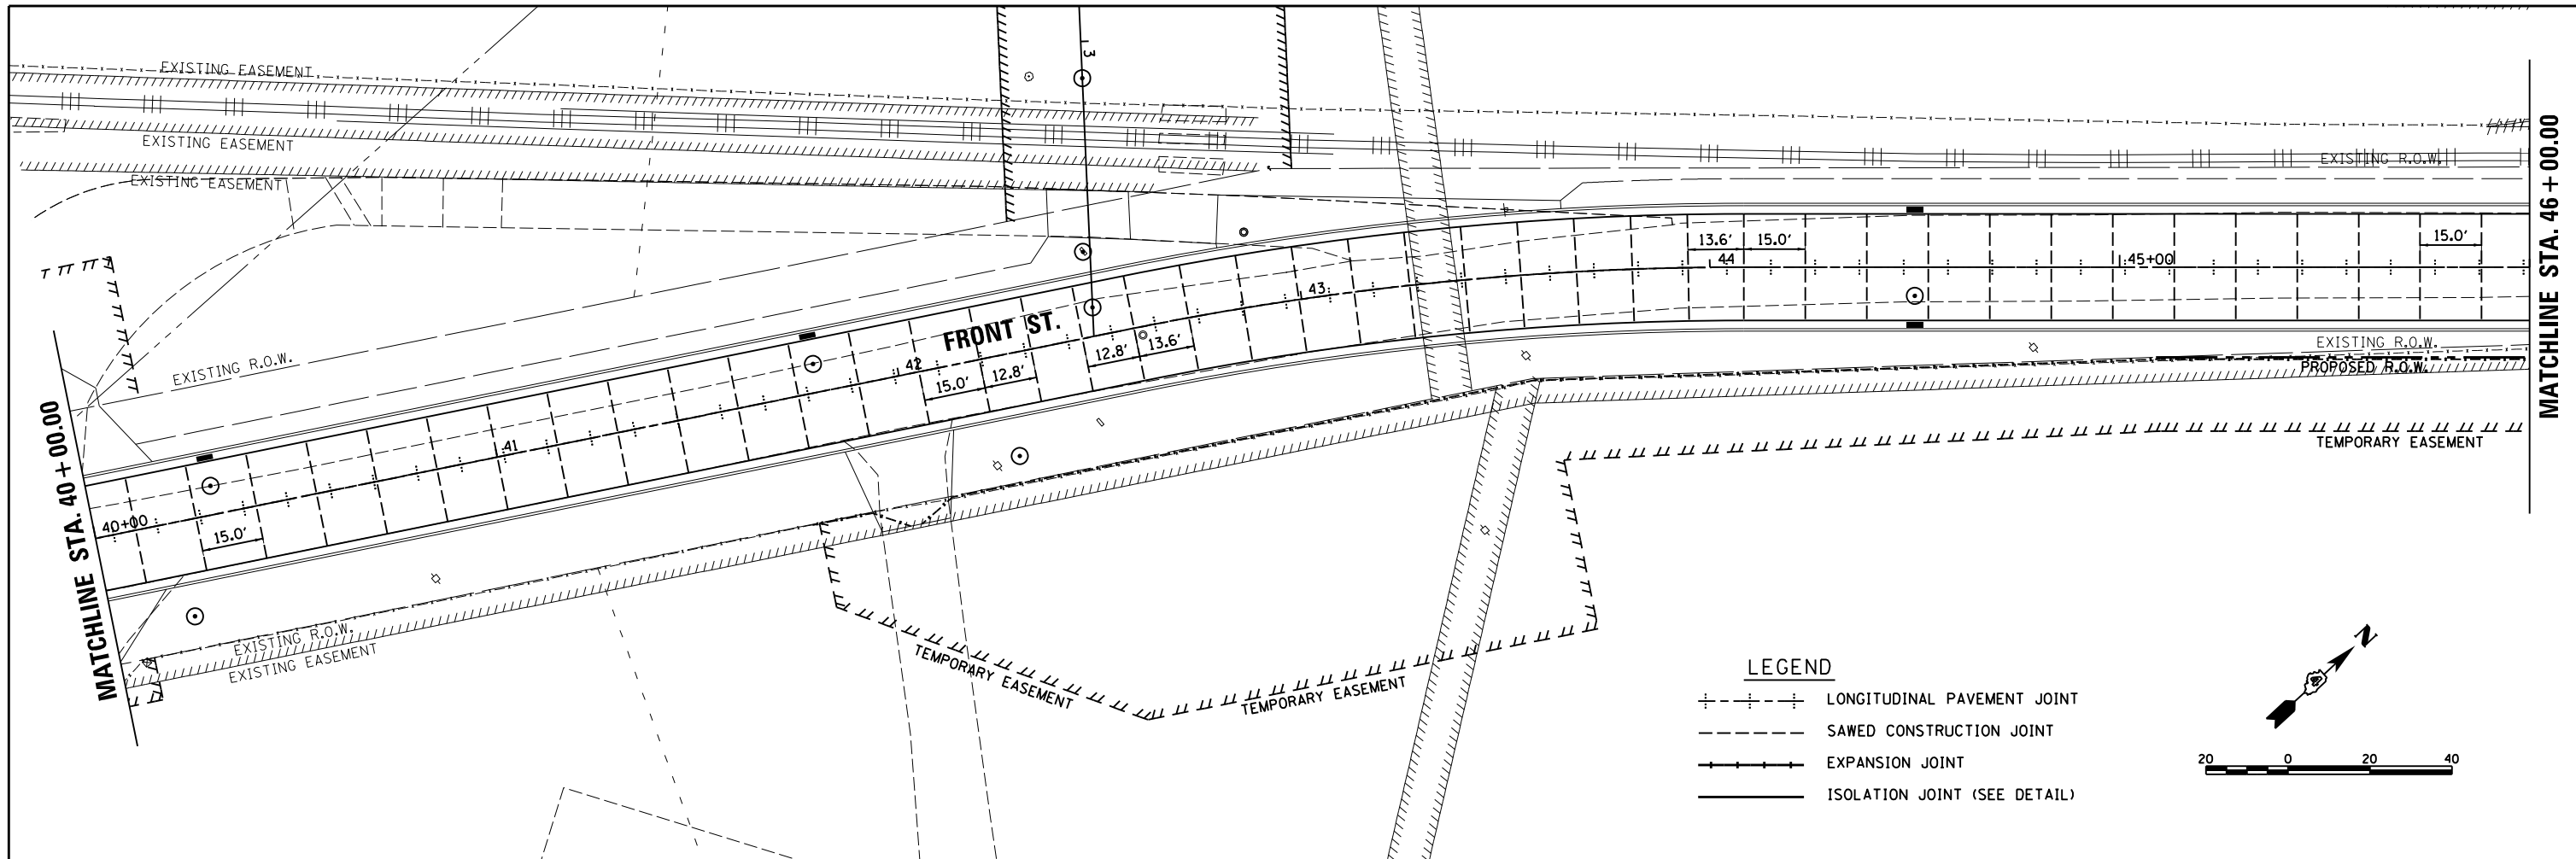 EXISTING EASEMENT
3
EXISTING EASEMENT
EXISTING EASEMENT
EXISTING R.O.W.
MATCHLINE STA. 46+00.00
13.6'
15.0'
15.0'
44
45+00
43
FRONT ST.
12.8'
13.6'
EXISTING R.O.W.
PROPOSED R.O.W.
EXISTING R.O.W.
42
15.0'
12.8'
TEMPORARY EASEMENT
MATCHLINE STA. 40+00.00
41
40+00
15.0'
EXISTING R.O.W.
EXISTING EASEMENT
TEMPORARY EASEMENT
TEMPORARY EASEMENT
N
LEGEND
LONGITUDINAL PAVEMENT JOINT
SAWED CONSTRUCTION JOINT
EXPANSION JOINT
ISOLATION JOINT (SEE DETAIL)
20 0 20 40